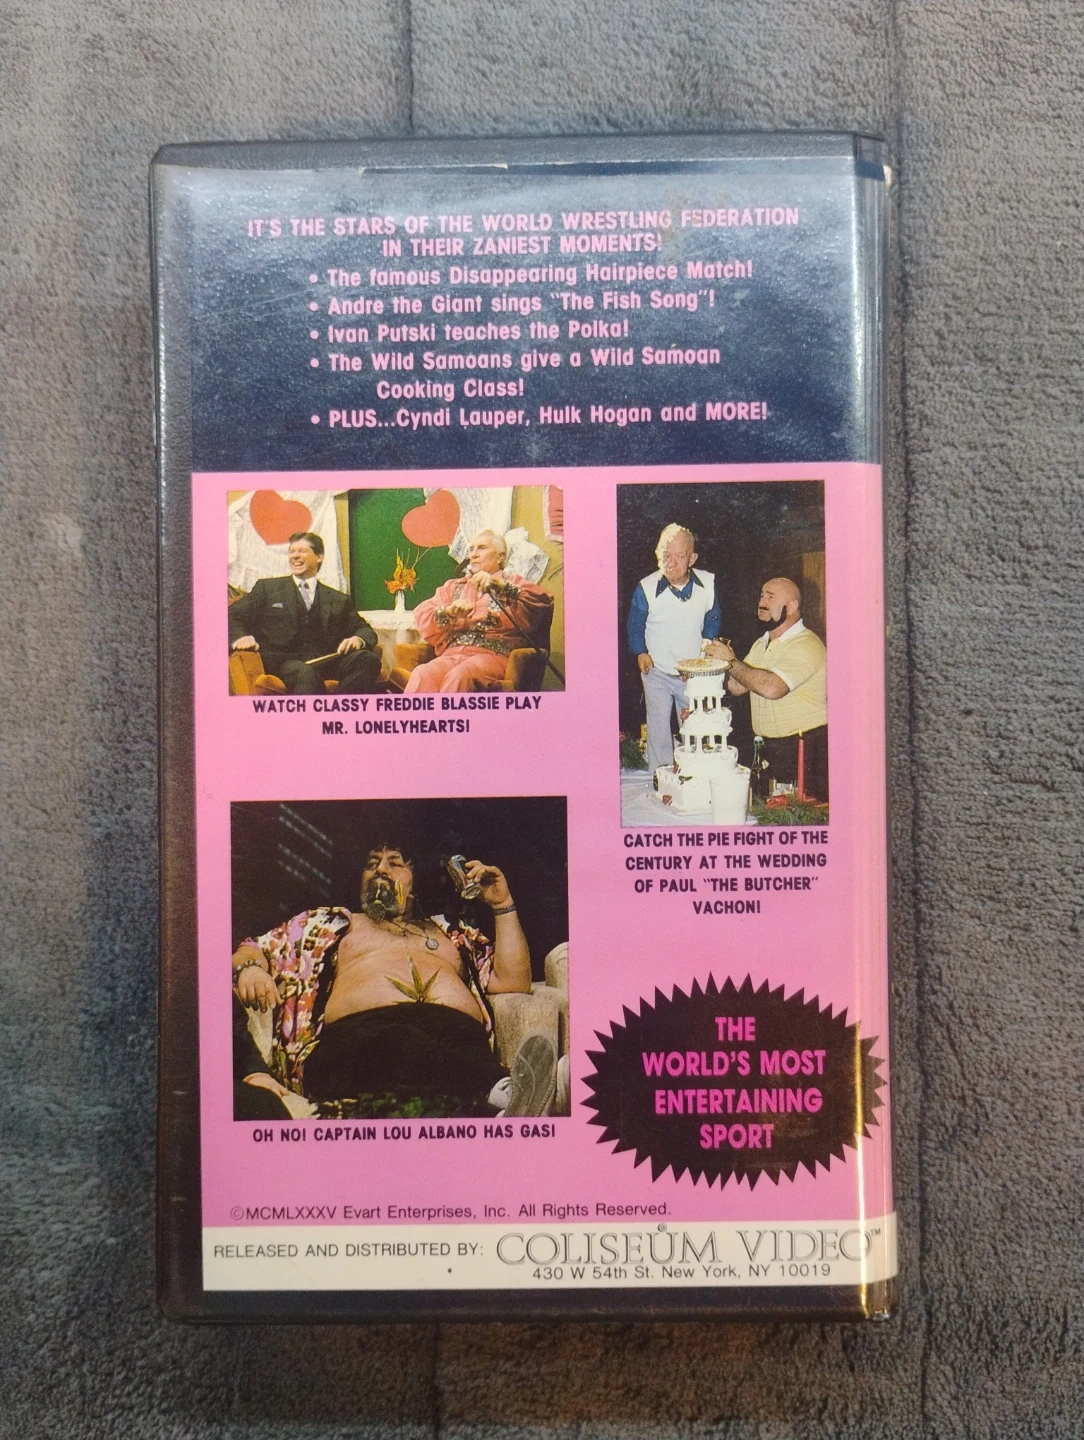 IT'S THE STARS OF THE WORLD WRESTLING FEDERATION
IN THEIR ZANIEST MOMENTS!
• The famous Disappearing Hairpiece Match!
• Andre the Giant sings "The Fish Song"!
• Ivan Putski teaches the Polka!
• The Wild Samoans give a Wild Samoan
Cooking Class!
• PLUS...Cyndi Lauper, Hulk Hogan and MORE!
WATCH CLASSY FREDDIE BLASSIE PLAY
MR. LONELYHEARTS!
CATCH THE PIE FIGHT OF THE
CENTURY AT THE WEDDING
OF PAUL "THE BUTCHER"
VACHON!
OH NO! CAPTAIN LOU ALBANO HAS GAS!
THE
WORLD'S MOST
ENTERTAINING
SPORT
©MCMLXXXV Evart Enterprises, Inc. All Rights Reserved.
RELEASED AND DISTRIBUTED BY: COLISEUM VIDEO™
430 W 54th St. New York, NY 10019